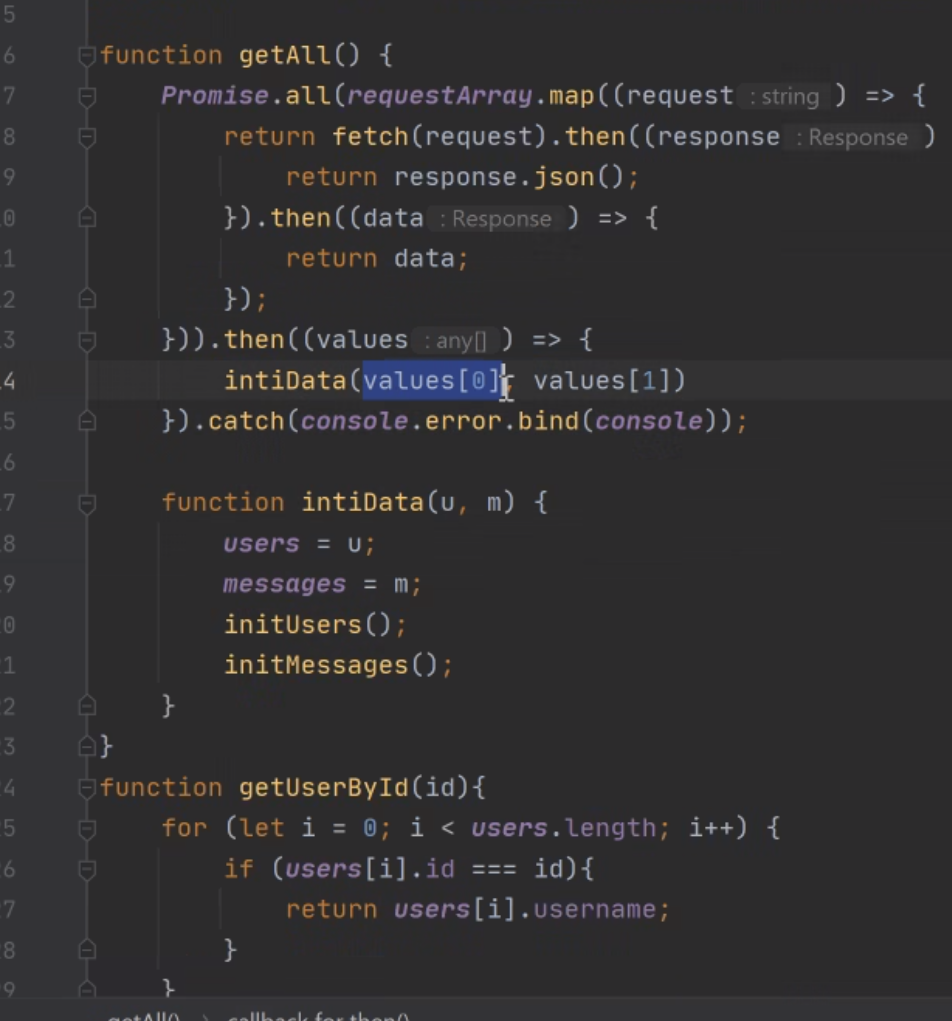 5
6 function getAll() {
7 Promise.all(requestArray.map((request : string ) => {
8 return fetch(request).then((response : Response )
9 return response.json();
0 }).then((data : Response ) => {
1 return data;
2 });
3 })).then((values : any[] ) => {
4 intiData(values[0], values[1])
5 }).catch(console.error.bind(console));
6
7 function intiData(u, m) {
8 users = u;
9 messages = m;
0 initUsers();
1 initMessages();
2 }
3 }
4 function getUserById(id){
5 for (let i = 0; i < users.length; i++) {
6 if (users[i].id === id){
7 return users[i].username;
8 }
9 }
getAll() > callback for then()